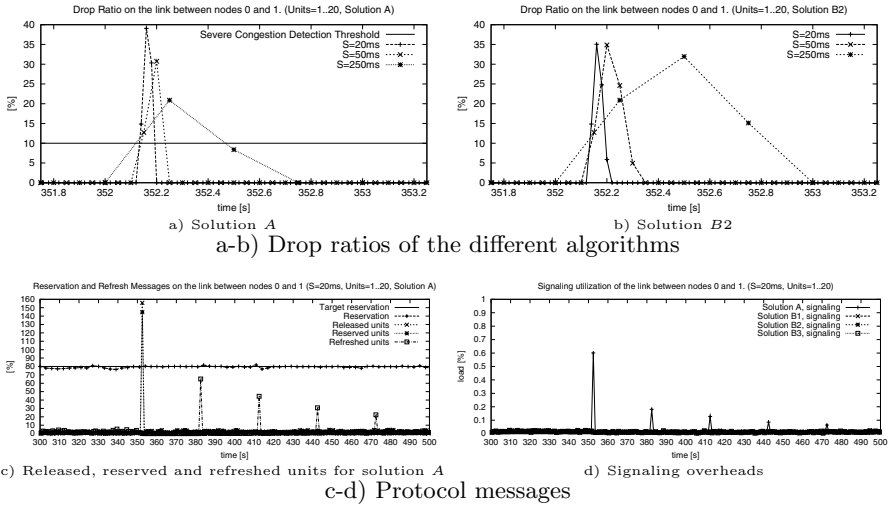 Drop Ratio on the link between nodes 0 and 1. (Units=1..20, Solution A)
40
35
30
25
20
15
10
5
0
[%]
Severe Congestion Detection Threshold
S=20ms
S=50ms
S=250ms
351.8 352 352.2 352.4 352.6 352.8 353 353.2
time [s]
a) Solution A
Drop Ratio on the link between nodes 0 and 1. (Units=1..20, Solution B2)
40
35
30
25
20
15
10
5
0
[%]
S=20ms
S=50ms
S=250ms
351.8 352 352.2 352.4 352.6 352.8 353 353.2
time [s]
b) Solution B2
a-b) Drop ratios of the different algorithms
Reservation and Refresh Messages on the link between nodes 0 and 1 (S=20ms, Units=1..20, Solution A)
160
150
140
130
120
110
100
90
80
70
60
50
40
30
20
10
0
[%]
Target reservation
Reservation
Released units
Reserved units
Refreshed units
300 310 320 330 340 350 360 370 380 390 400 410 420 430 440 450 460 470 480 490 500
time [s]
c) Released, reserved and refreshed units for solution A
Signaling utilization of the link between nodes 0 and 1. (S=20ms, Units=1..20)
1
0.9
0.8
0.7
0.6
0.5
0.4
0.3
0.2
0.1
0
load [%]
Solution A, signaling
Solution B1, signaling
Solution B2, signaling
Solution B3, signaling
300 310 320 330 340 350 360 370 380 390 400 410 420 430 440 450 460 470 480 490 500
time [s]
d) Signaling overheads
c-d) Protocol messages